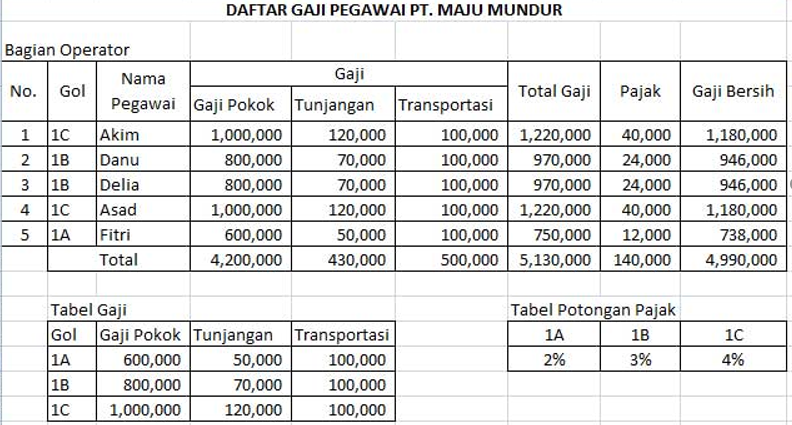 DAFTAR GAJI PEGAWAI PT. MAJU MUNDUR
Bagian Operator
No. Gol Nama Pegawai Gaji Total Gaji Pajak Gaji Bersih
Gaji Pokok Tunjangan Transportasi
1 1C Akim 1,000,000 120,000 100,000 1,220,000 40,000 1,180,000
2 1B Danu 800,000 70,000 100,000 970,000 24,000 946,000
3 1B Delia 800,000 70,000 100,000 970,000 24,000 946,000
4 1C Asad 1,000,000 120,000 100,000 1,220,000 40,000 1,180,000
5 1A Fitri 600,000 50,000 100,000 750,000 12,000 738,000
Total 4,200,000 430,000 500,000 5,130,000 140,000 4,990,000
Tabel Gaji Tabel Potongan Pajak
Gol Gaji Pokok Tunjangan Transportasi 1A 1B 1C
1A 600,000 50,000 100,000 2% 3% 4%
1B 800,000 70,000 100,000
1C 1,000,000 120,000 100,000